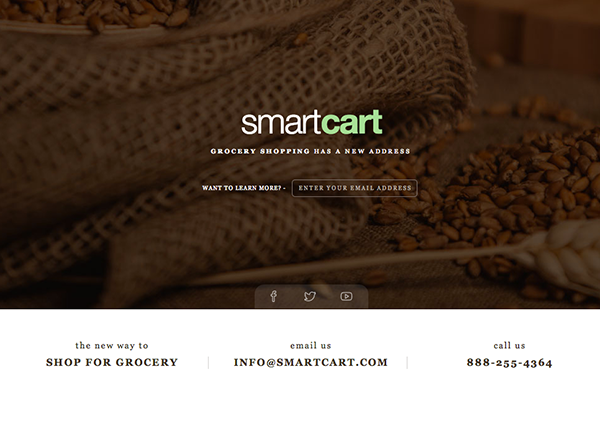 smartcart
GROCERY SHOPPING HAS A NEW ADDRESS
WANT TO LEARN MORE? - ENTER YOUR EMAIL ADDRESS
the new way to
SHOP FOR GROCERY
email us
INFO@SMARTCART.COM
call us
888-255-4364